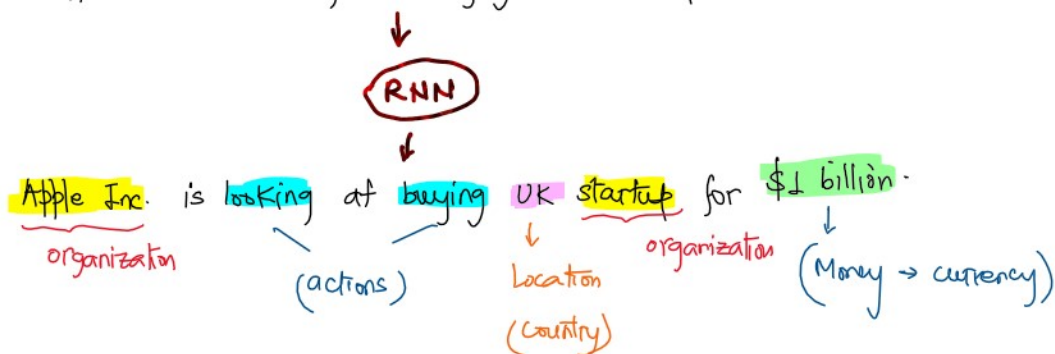 RNN
Apple Inc. is looking at buying UK startup for $1 billion.
organization
(actions)
Location
(country)
organization
(Money → currency)